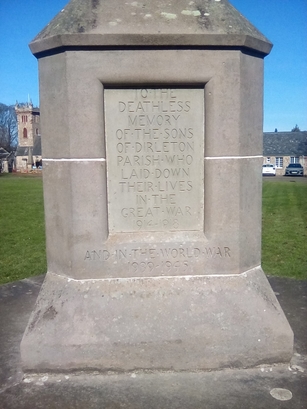 TO THE
DEATHLESS
MEMORY
OF THE SONS
OF DIRLETON
PARISH WHO
LAID DOWN
THEIR LIVES
IN THE
GREAT WAR
AND IN THE WORLD WAR